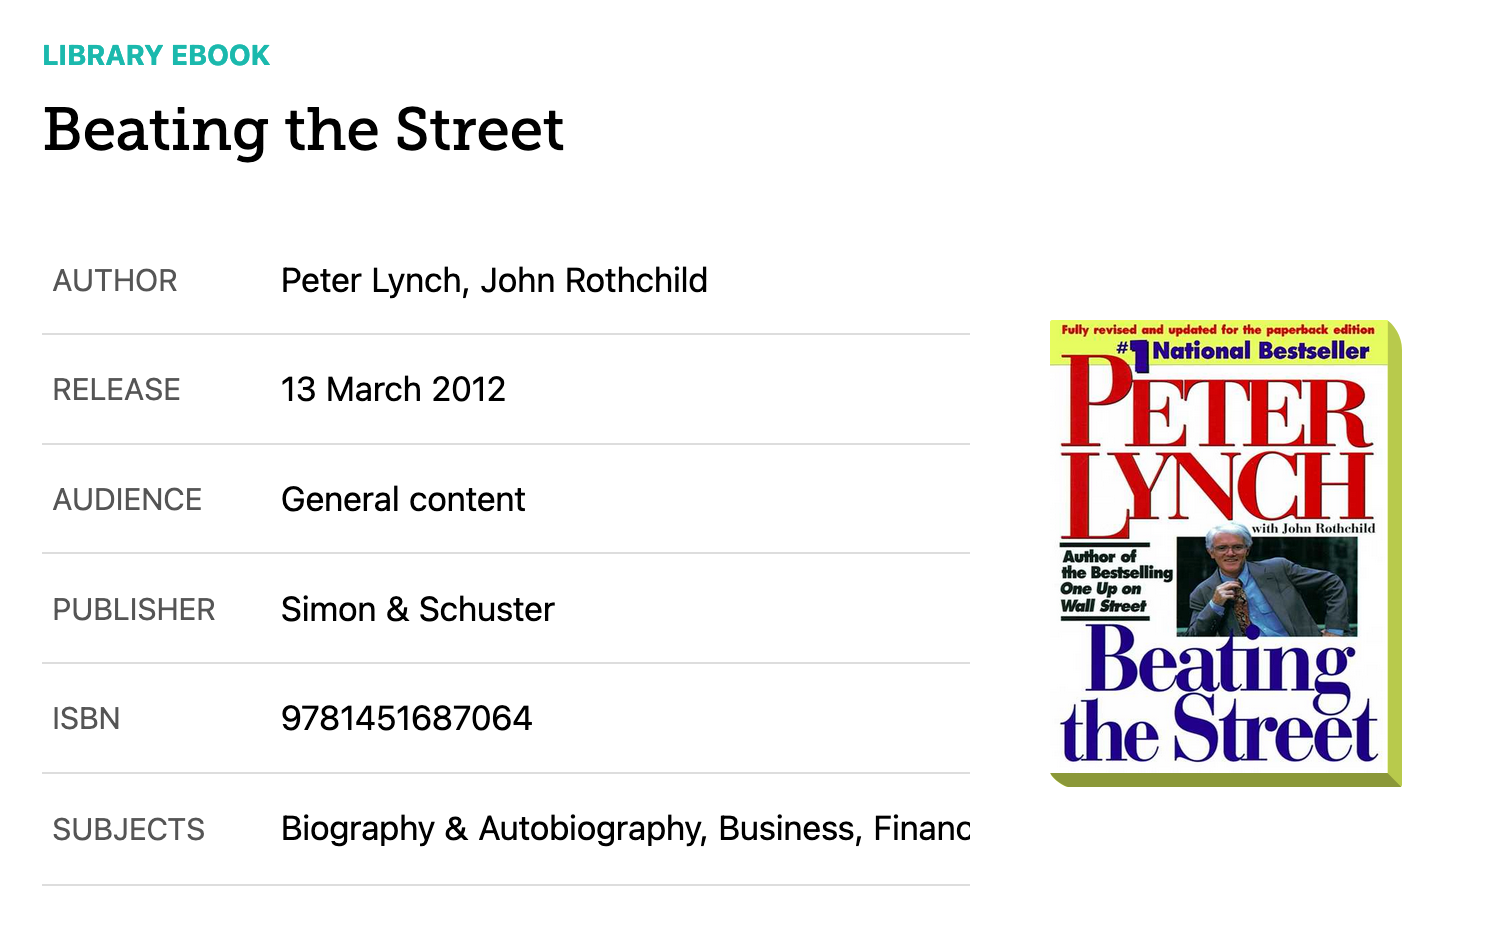 LIBRARY EBOOK
Beating the Street
AUTHOR Peter Lynch, John Rothchild
RELEASE 13 March 2012
AUDIENCE General content
PUBLISHER Simon & Schuster
ISBN 9781451687064
SUBJECTS Biography & Autobiography, Business, Financ
Fully revised and updated for the paperback edition
#1 National Bestseller
PETER
LYNCH
with John Rothchild
Author of
the Bestselling
One Up on
Wall Street
Beating
the Street